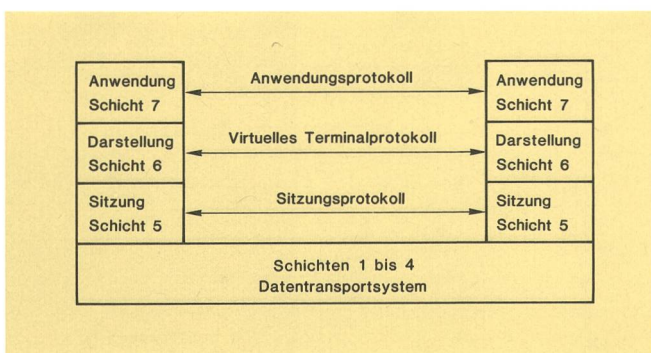 Anwendung
Schicht 7
Anwendungsprotokoll
Anwendung
Schicht 7
Darstellung
Schicht 6
Virtuelles Terminalprotokoll
Darstellung
Schicht 6
Sitzung
Schicht 5
Sitzungsprotokoll
Sitzung
Schicht 5
Schichten 1 bis 4
Datentransportsystem